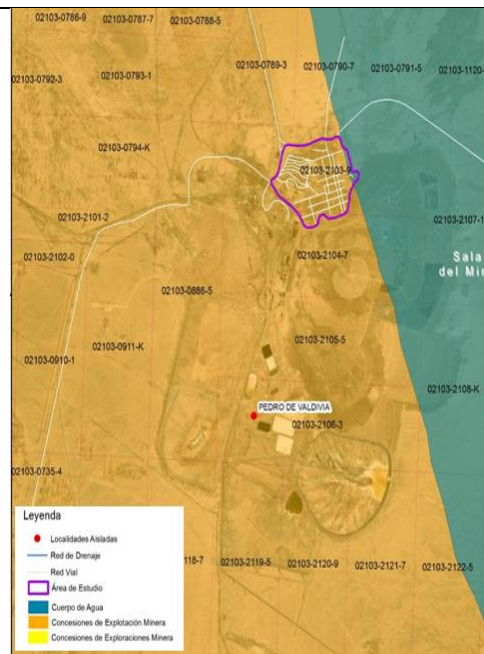 02103-0786-9
02103-0787-7
02103-0788-5
02103-0792-3
02103-0793-1
02103-0789-3
02103-0790-7
02103-0791-5
02103-1120-
02103-0794-K
02103-2103-9
02103-2101-2
02103-2107-1
02103-2102-0
02103-2104-7
Sala
del Mir
02103-0886-5
02103-2105-5
02103-0910-1
02103-0911-K
02103-2108-K
PEDRO DE VALDIVIA
02103-2106-3
02103-0735-4
118-7
02103-2119-5
02103-2120-9
02103-2121-7
02103-2122-5
Leyenda
Localidades Aisladas
Red de Drenaje
Red Vial
Área de Estudio
Cuerpo de Agua
Concesiones de Explotación Minera
Concesiones de Exploraciones Minera